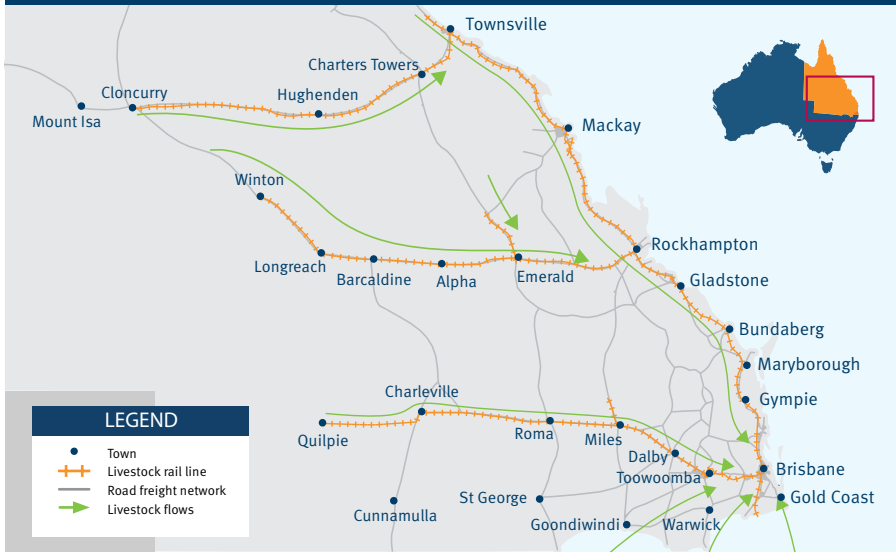 Townsville
Charters Towers
Cloncurry
Hughenden
Mount Isa
Mackay
Winton
Rockhampton
Longreach
Barcaldine
Alpha
Emerald
Gladstone
Bundaberg
Maryborough
Charleville
Gympie
Quilpie
Roma
Miles
Dalby
Toowoomba
Brisbane
Gold Coast
St George
Cunnamulla
Goondiwindi
Warwick
LEGEND
Town
Livestock rail line
Road freight network
Livestock flows